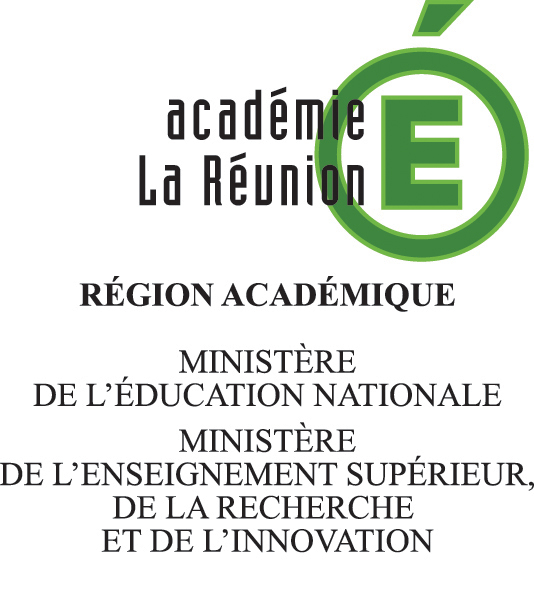 académie
La Réunion
É
RÉGION ACADÉMIQUE
MINISTÈRE
DE L'ÉDUCATION NATIONALE
MINISTÈRE
DE L'ENSEIGNEMENT SUPÉRIEUR,
DE LA RECHERCHE
ET DE L'INNOVATION